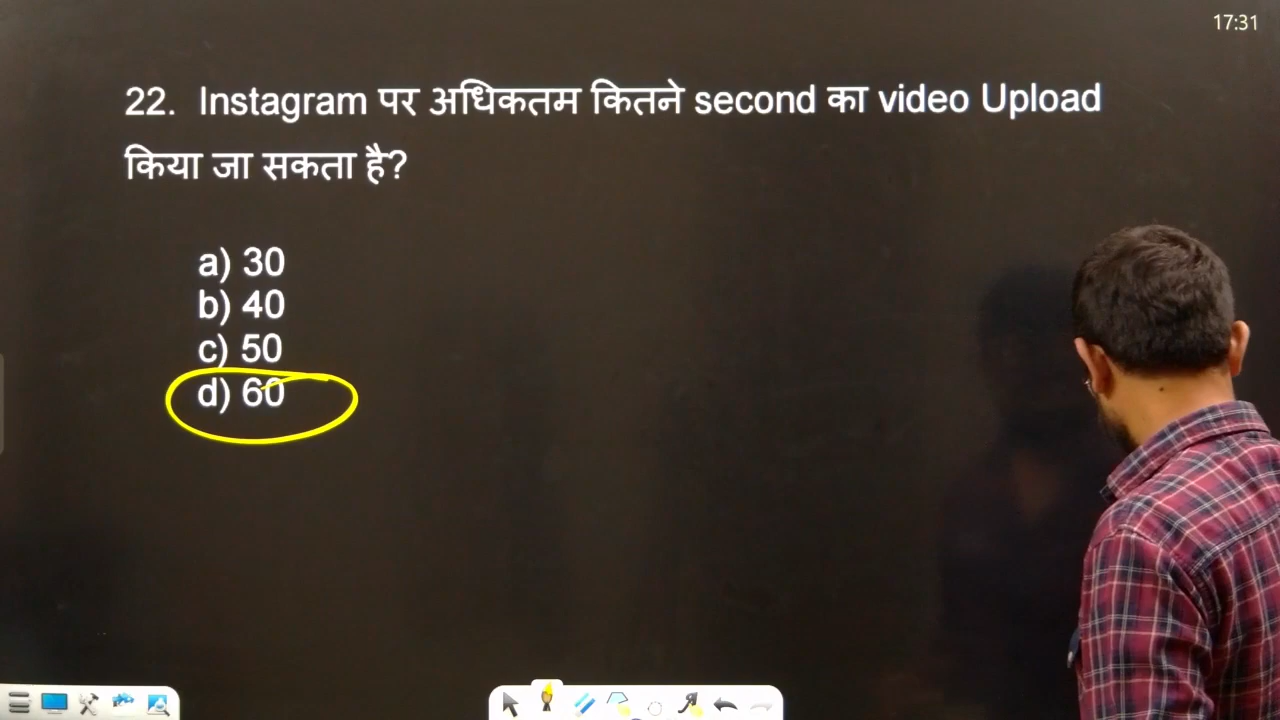 17:31
22. Instagram पर अधिकतम कितने second का video Upload
किया जा सकता है?
a) 30
b) 40
c) 50
d) 60